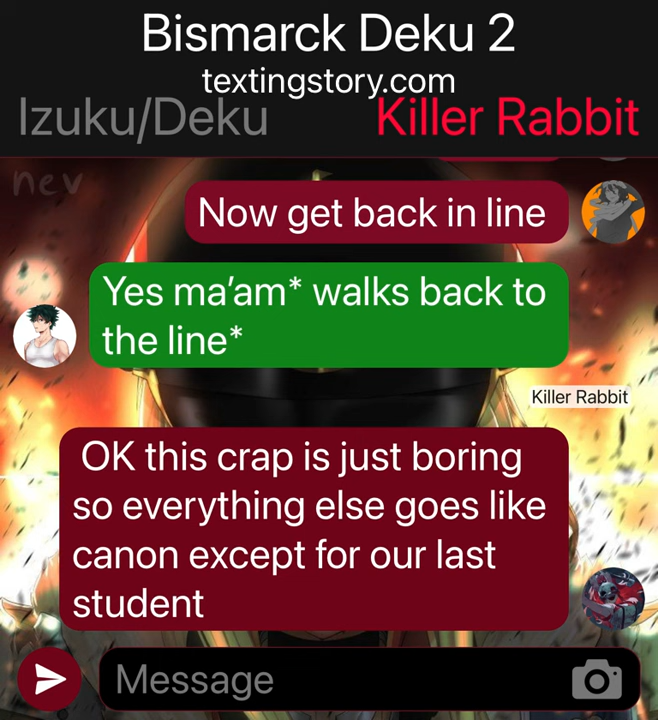 Bismarck Deku 2
textingstory.com
Izuku/Deku Killer Rabbit
nev
Now get back in line
Yes ma’am* walks back to
the line*
Killer Rabbit
OK this crap is just boring
so everything else goes like
canon except for our last
student
Message